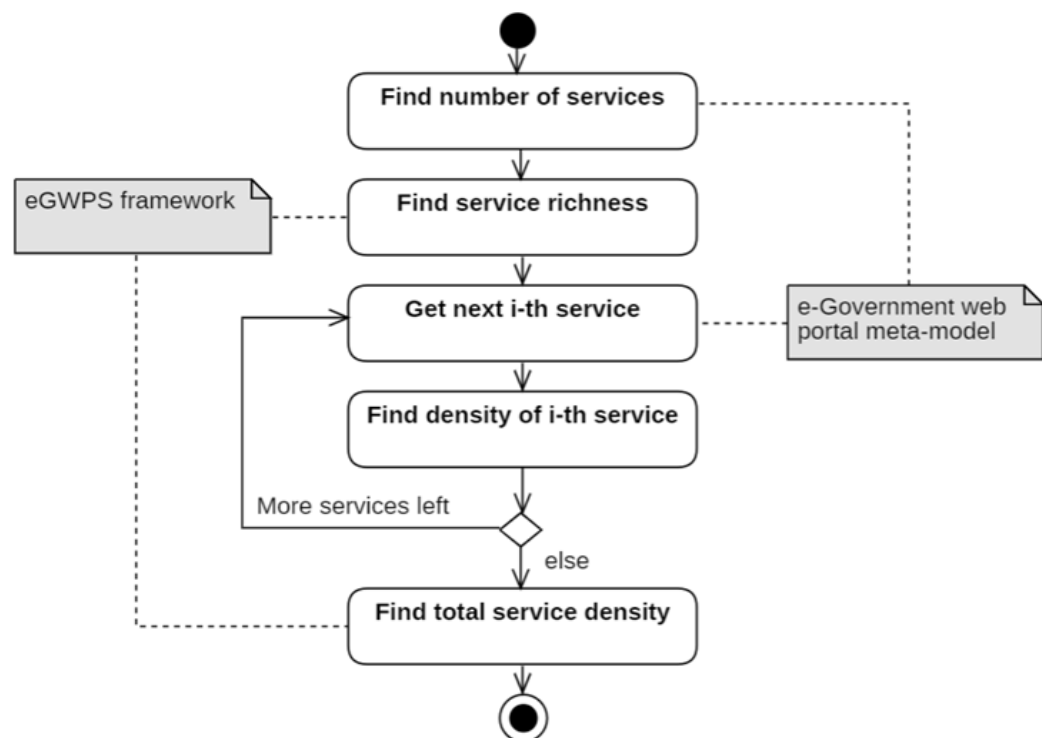 Find number of services
eGWPS framework
Find service richness
Get next i-th service
e-Government web
portal meta-model
Find density of i-th service
More services left
else
Find total service density